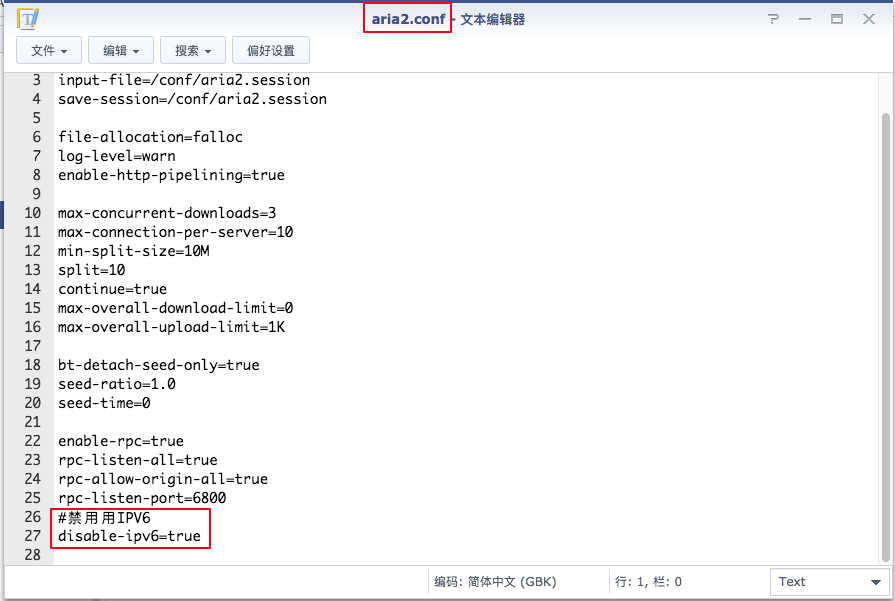 aria2.conf - 文本编辑器
文件 编辑 搜索 偏好设置
3 input-file=/conf/aria2.session
4 save-session=/conf/aria2.session
5
6 file-allocation=falloc
7 log-level=warn
8 enable-http-pipelining=true
9
10 max-concurrent-downloads=3
11 max-connection-per-server=10
12 min-split-size=10M
13 split=10
14 continue=true
15 max-overall-download-limit=0
16 max-overall-upload-limit=1K
17
18 bt-detach-seed-only=true
19 seed-ratio=1.0
20 seed-time=0
21
22 enable-rpc=true
23 rpc-listen-all=true
24 rpc-allow-origin-all=true
25 rpc-listen-port=6800
26 #禁用用IPV6
27 disable-ipv6=true
28
编码: 简体中文 (GBK) 行: 1, 栏: 0 Text